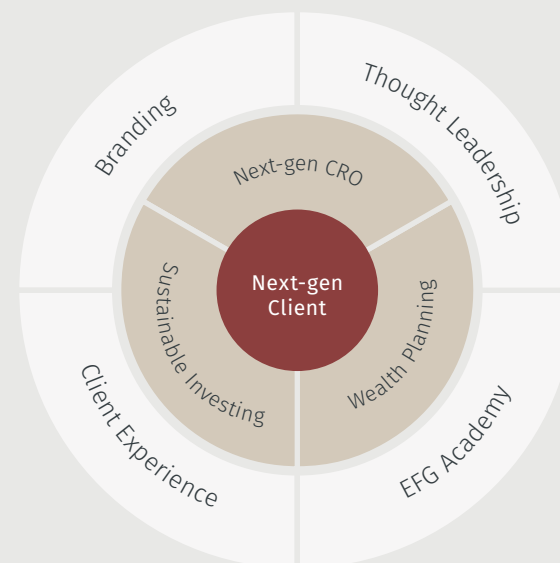 Branding
Thought Leadership
Next-gen CRO
Next-gen
Client
Sustainable Investing
Wealth Planning
Client Experience
EFG Academy